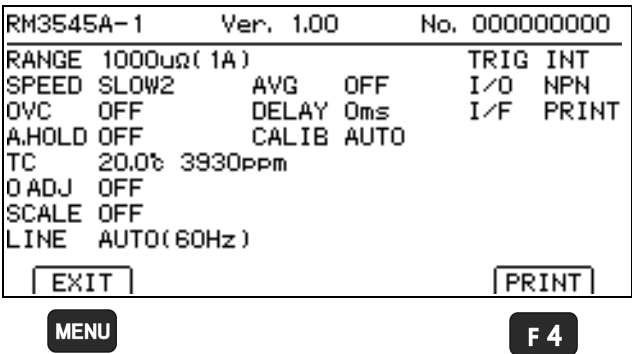 RM3545A-1 Ver. 1.00 No. 000000000
RANGE 1000uΩ( 1A) TRIG INT
SPEED SLOW2 AVG OFF I/O NPN
OVC OFF DELAY 0ms I/F PRINT
A.HOLD OFF CALIB AUTO
TC 20.0℃ 3930ppm
0 ADJ OFF
SCALE OFF
LINE AUTO(60Hz)
EXIT PRINT
MENU F 4